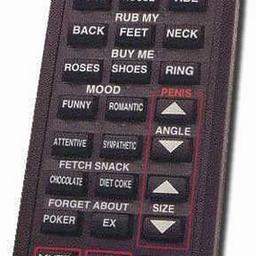 RUB MY
BACK FEET NECK
BUY ME
ROSES SHOES RING
MOOD PENIS
FUNNY ROMANTIC
ANGLE
ATTENTIVE SYNPATHETIC
FETCH SNACK
CHOCOLATE DIET COKE
FORGET ABOUT SIZE
POKER EX